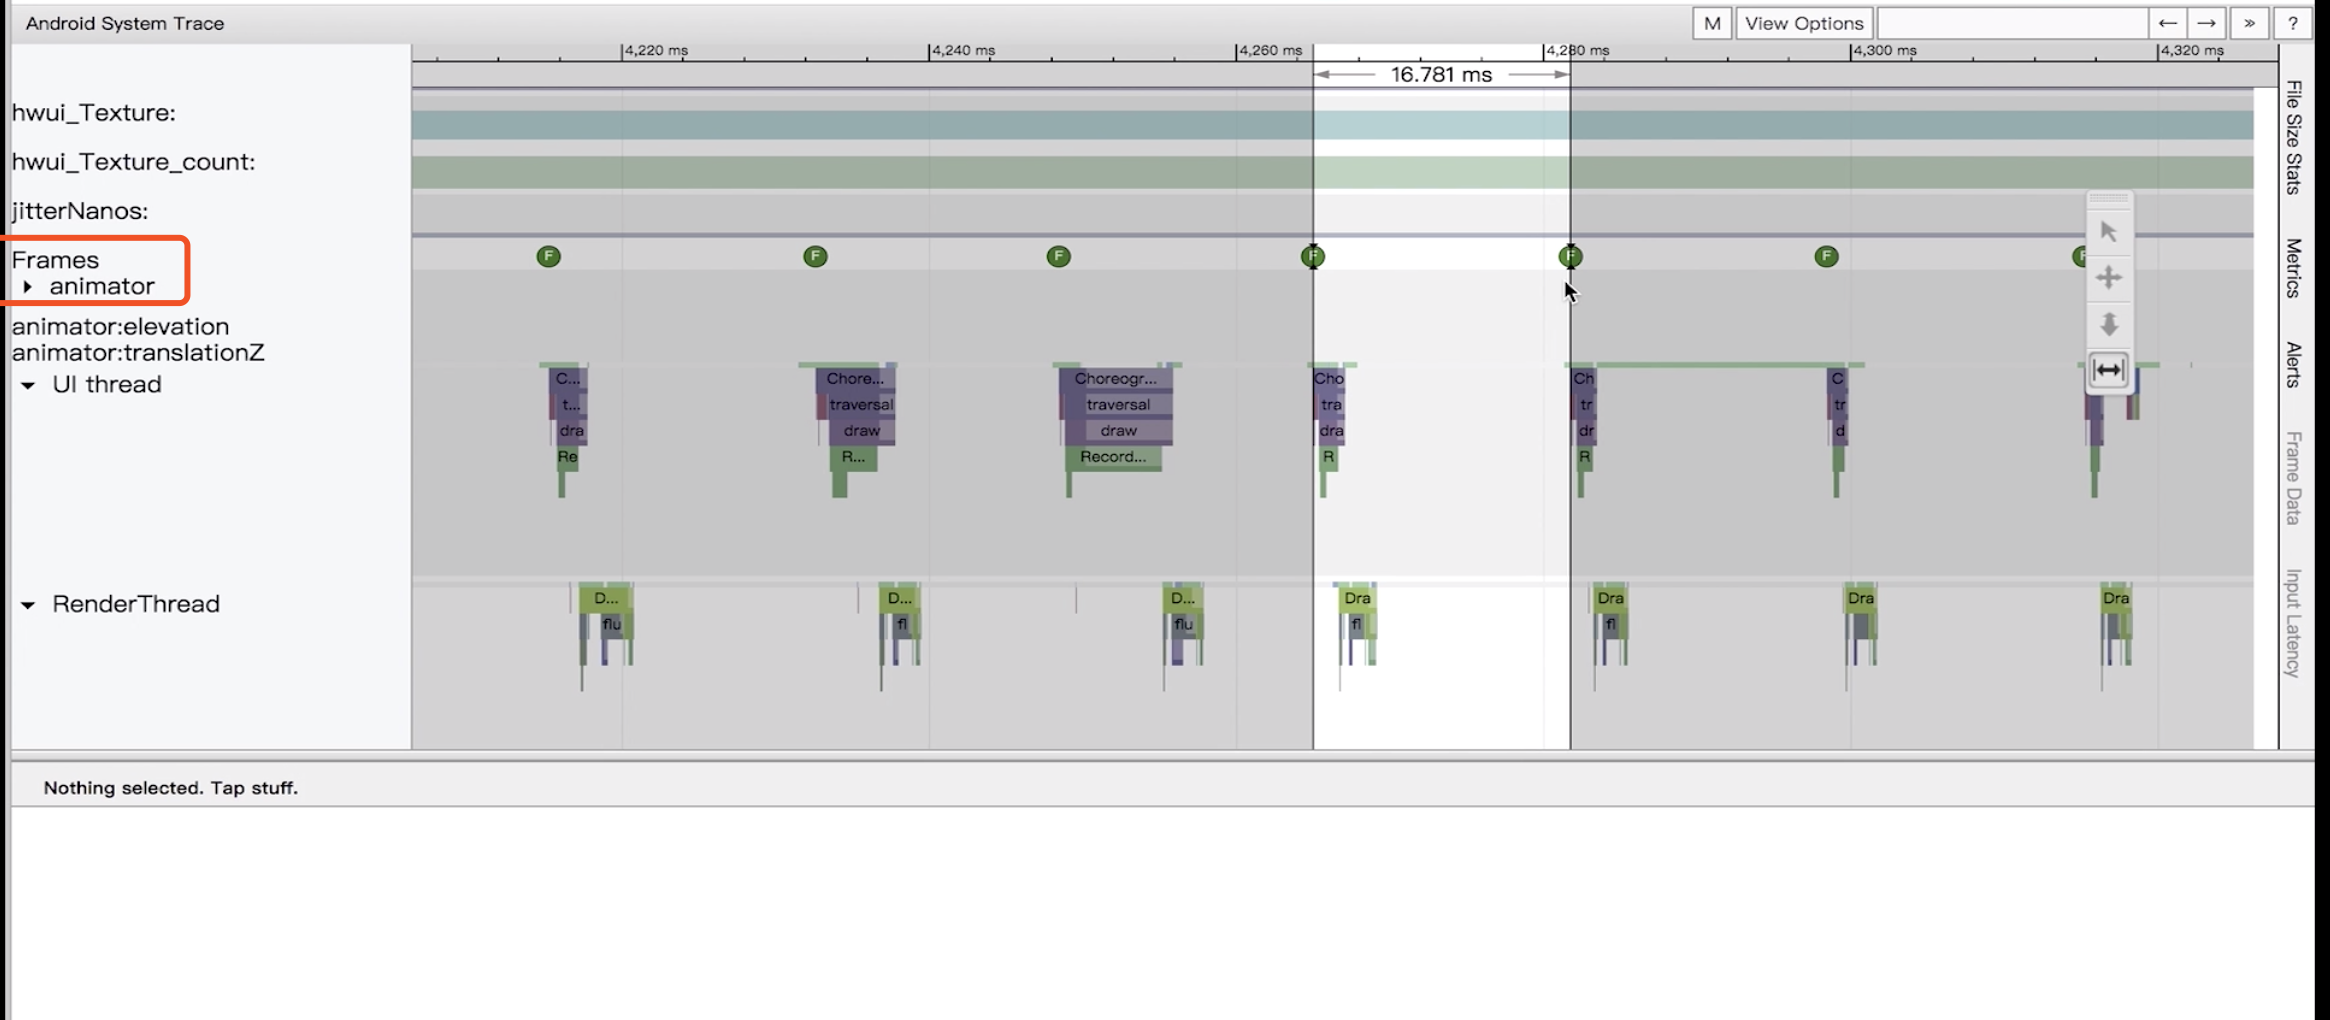 Android System Trace
M View Options ← → » ?
4,220 ms 4,240 ms 4,260 ms 4,280 ms 4,300 ms 4,320 ms
16.781 ms
hwui_Texture:
hwui_Texture_count:
jitterNanos:
Frames
F F F F F F F
animator
animator:elevation
animator:translationZ
UI thread
C... Chore... Choreogr... Cho Ch C
t... traversal traversal tra tr tr
dra draw draw dra dr d
Re R... Record... R R
RenderThread
D... D... D... Dra Dra Dra Dra
flu fl flu fl fl
File Size Stats
Metrics
Alerts
Frame Data
Input Latency
Nothing selected. Tap stuff.